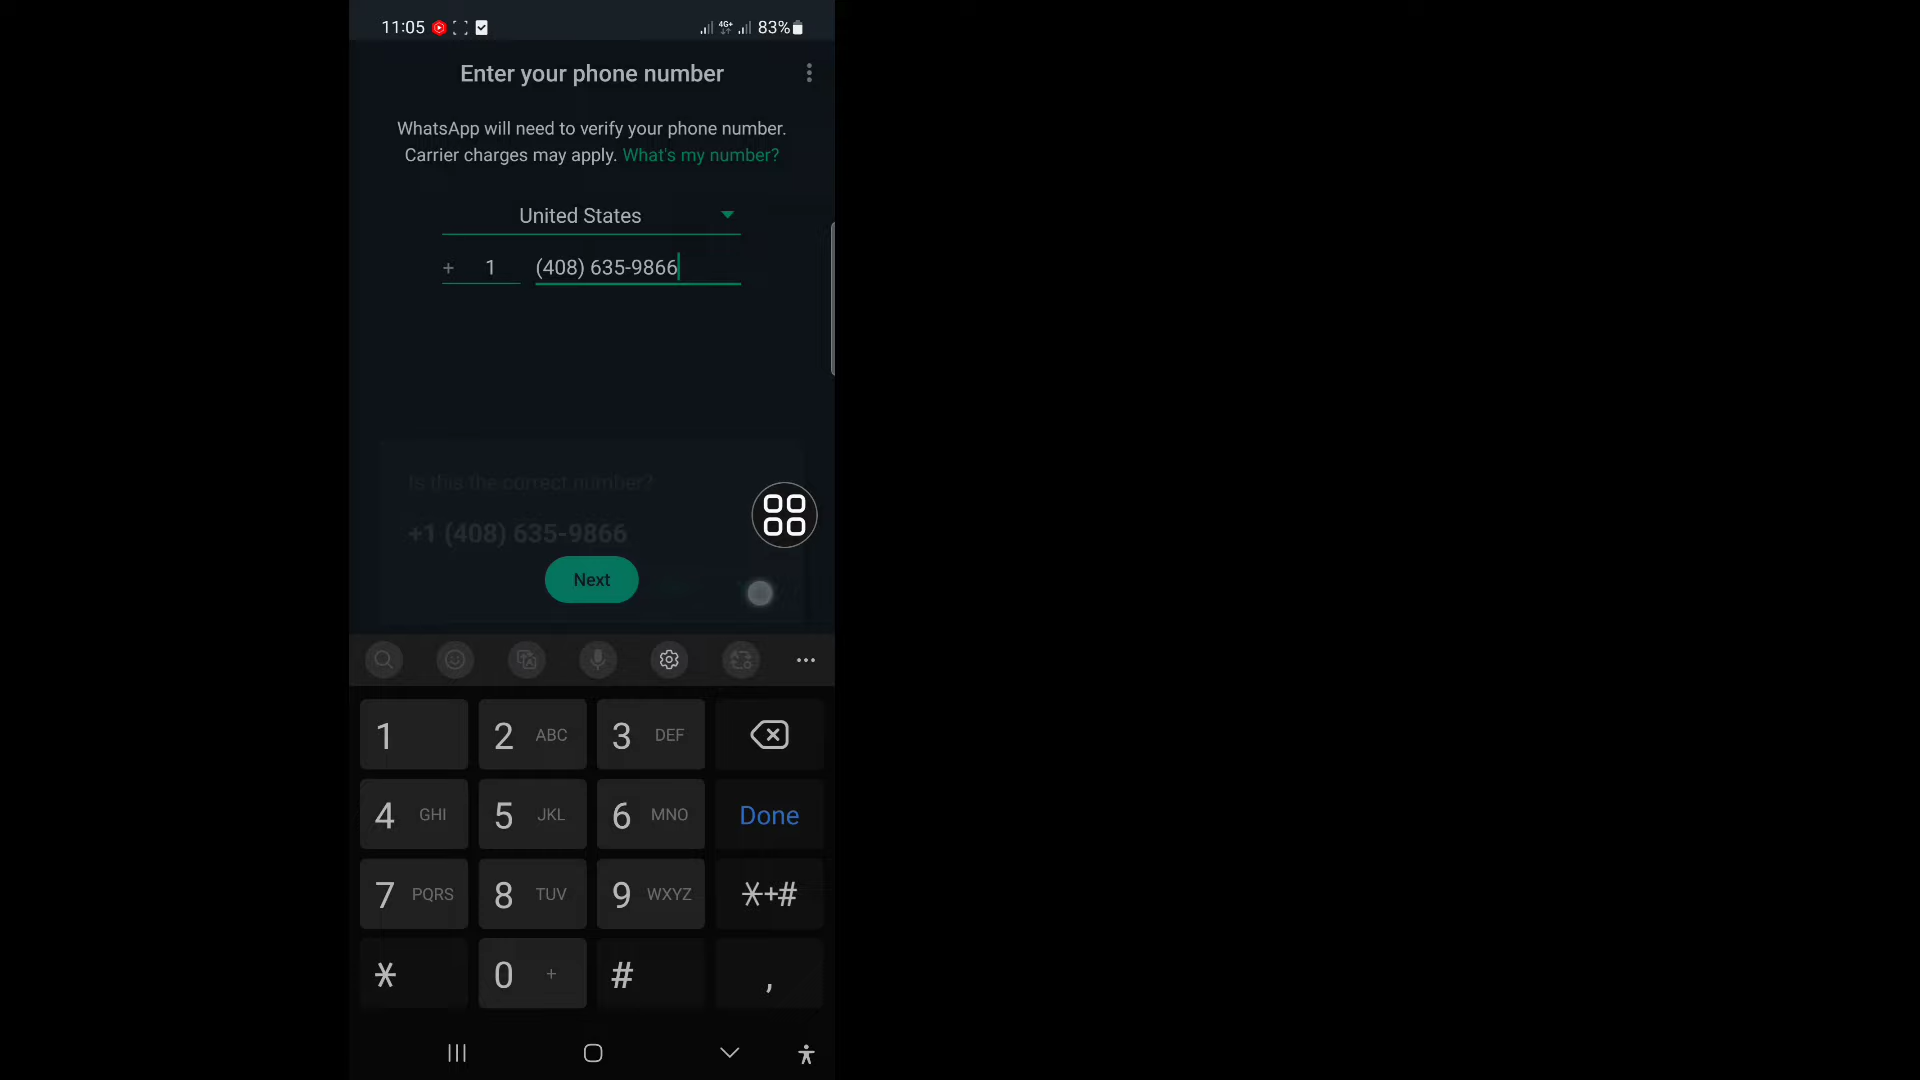 11:05 4G+ 83%
Enter your phone number
WhatsApp will need to verify your phone number.
Carrier charges may apply. What's my number?
United States
+ 1 (408) 635-9866
Is this the correct number?
+1 (408) 635-9866
Next
1 2 ABC 3 DEF
4 GHI 5 JKL 6 MNO Done
7 PQRS 8 TUV 9 WXYZ *+#
* 0 + # ,